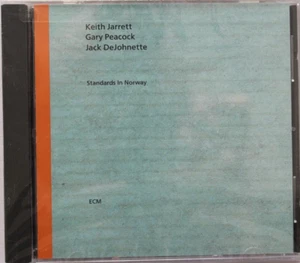 Keith Jarrett
Gary Peacock
Jack DeJohnette
Standards in Norway
ECM